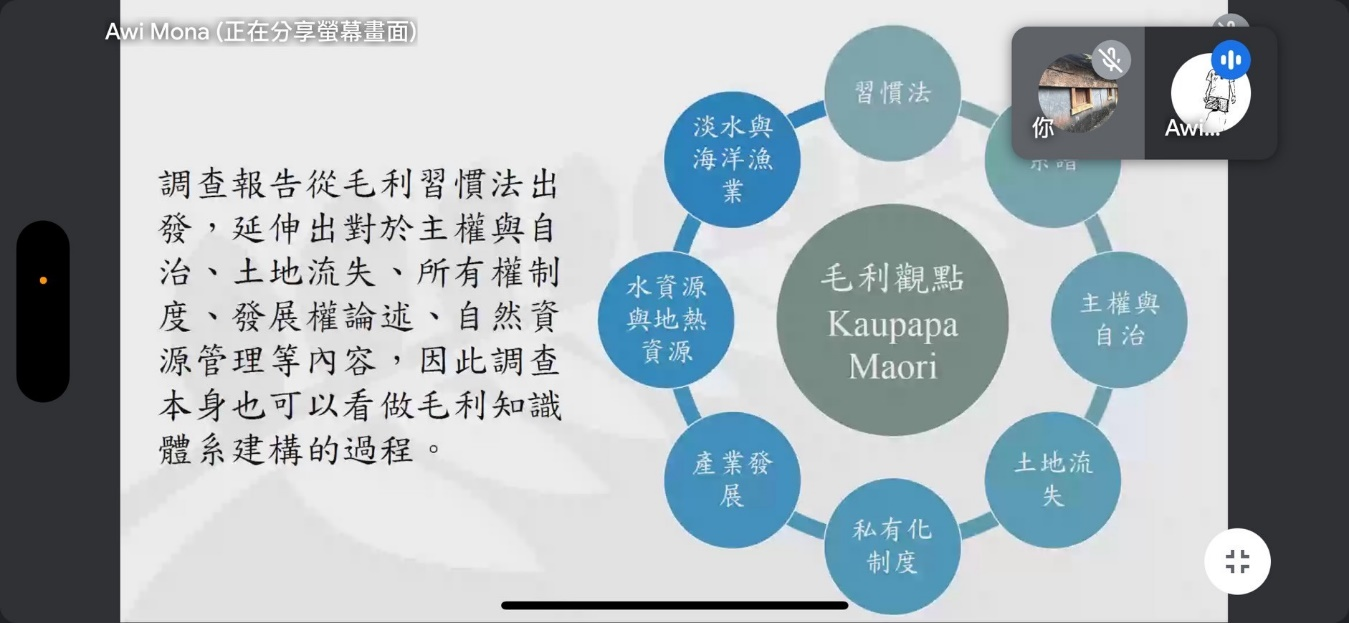 Awi Mona (正在分享螢幕畫面)
調查報告從毛利習慣法出
發，延伸出對於主權與自
治、土地流失、所有權制
度、發展權論述、自然資
源管理等內容，因此調查
本身也可以看做毛利知識
體系建構的過程。
毛利觀點
Kaupapa
Maori
習慣法
主權與
自治
土地流
失
私有化
制度
產業發
展
水資源
與地熱
資源
淡水與
海洋漁
業
你
Awi...